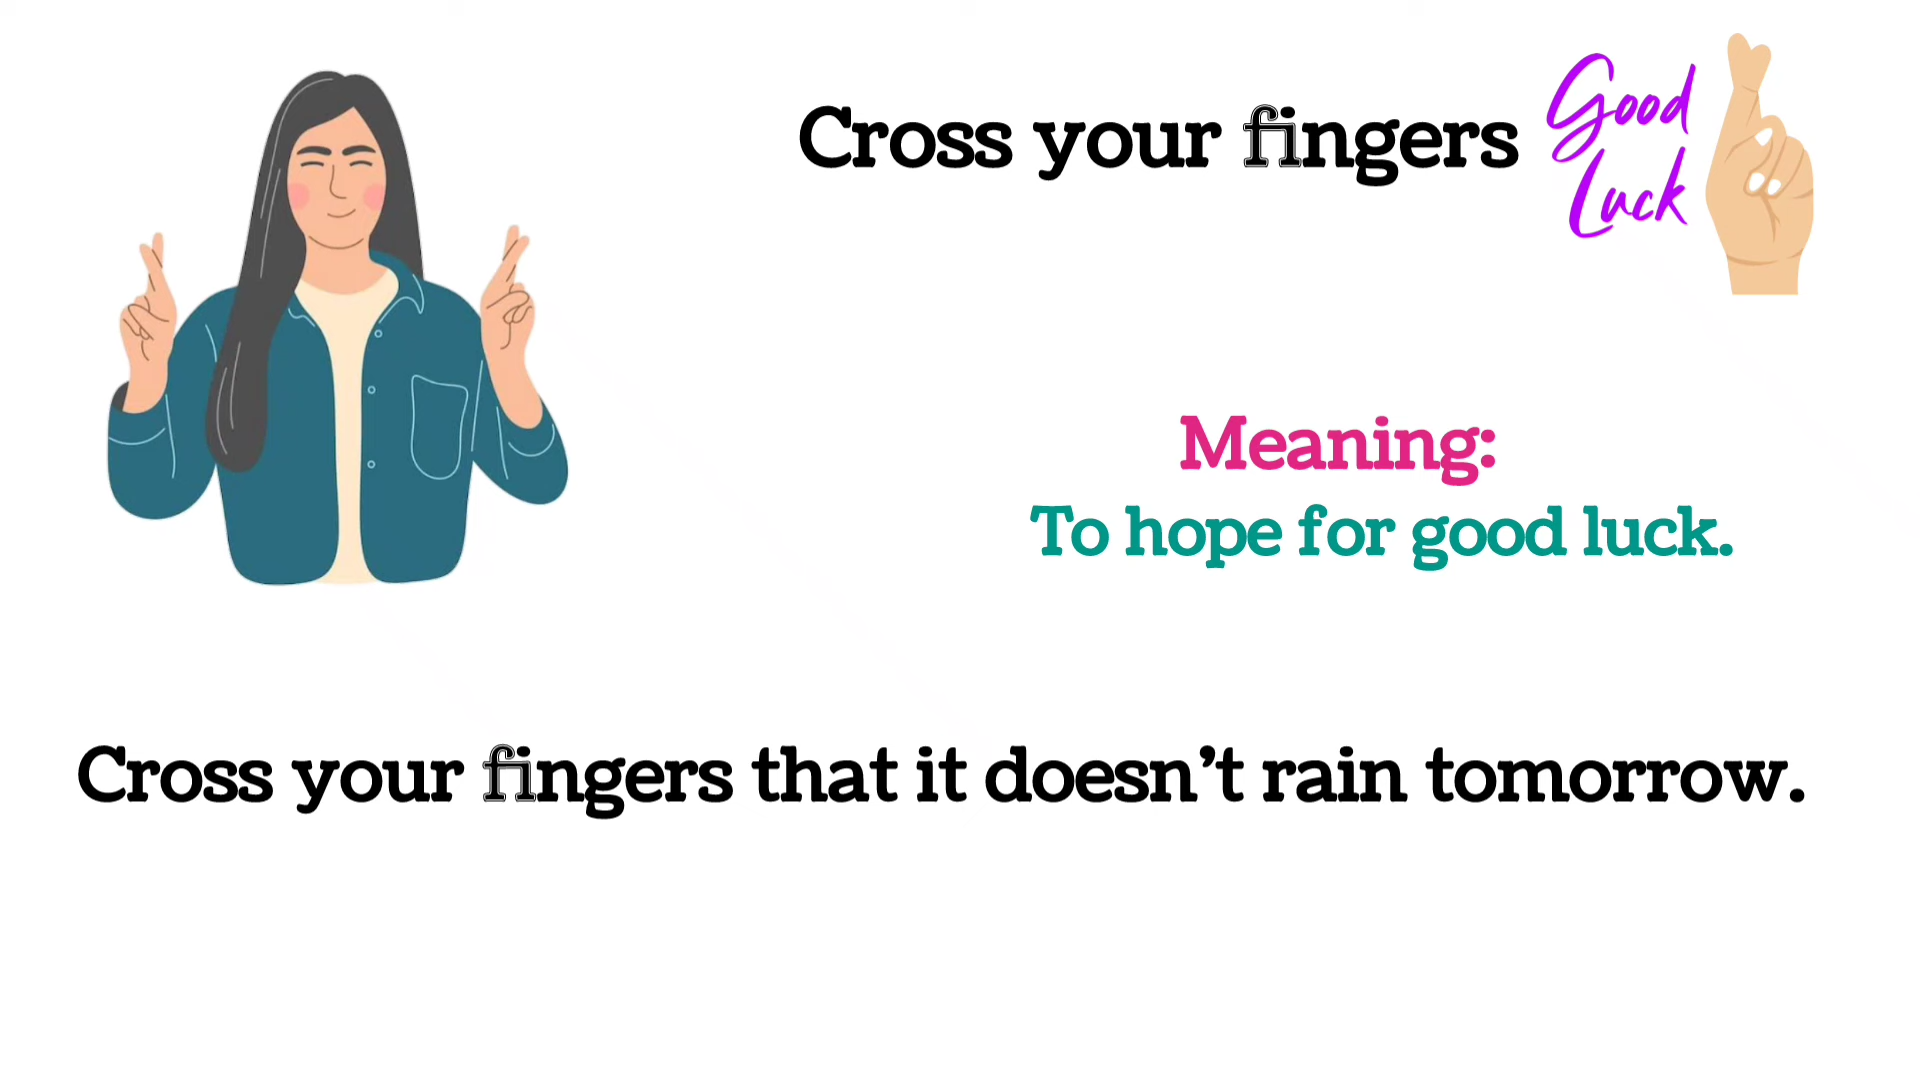 Cross your fingers
Good
Luck
Meaning:
To hope for good luck.
Cross your fingers that it doesn’t rain tomorrow.